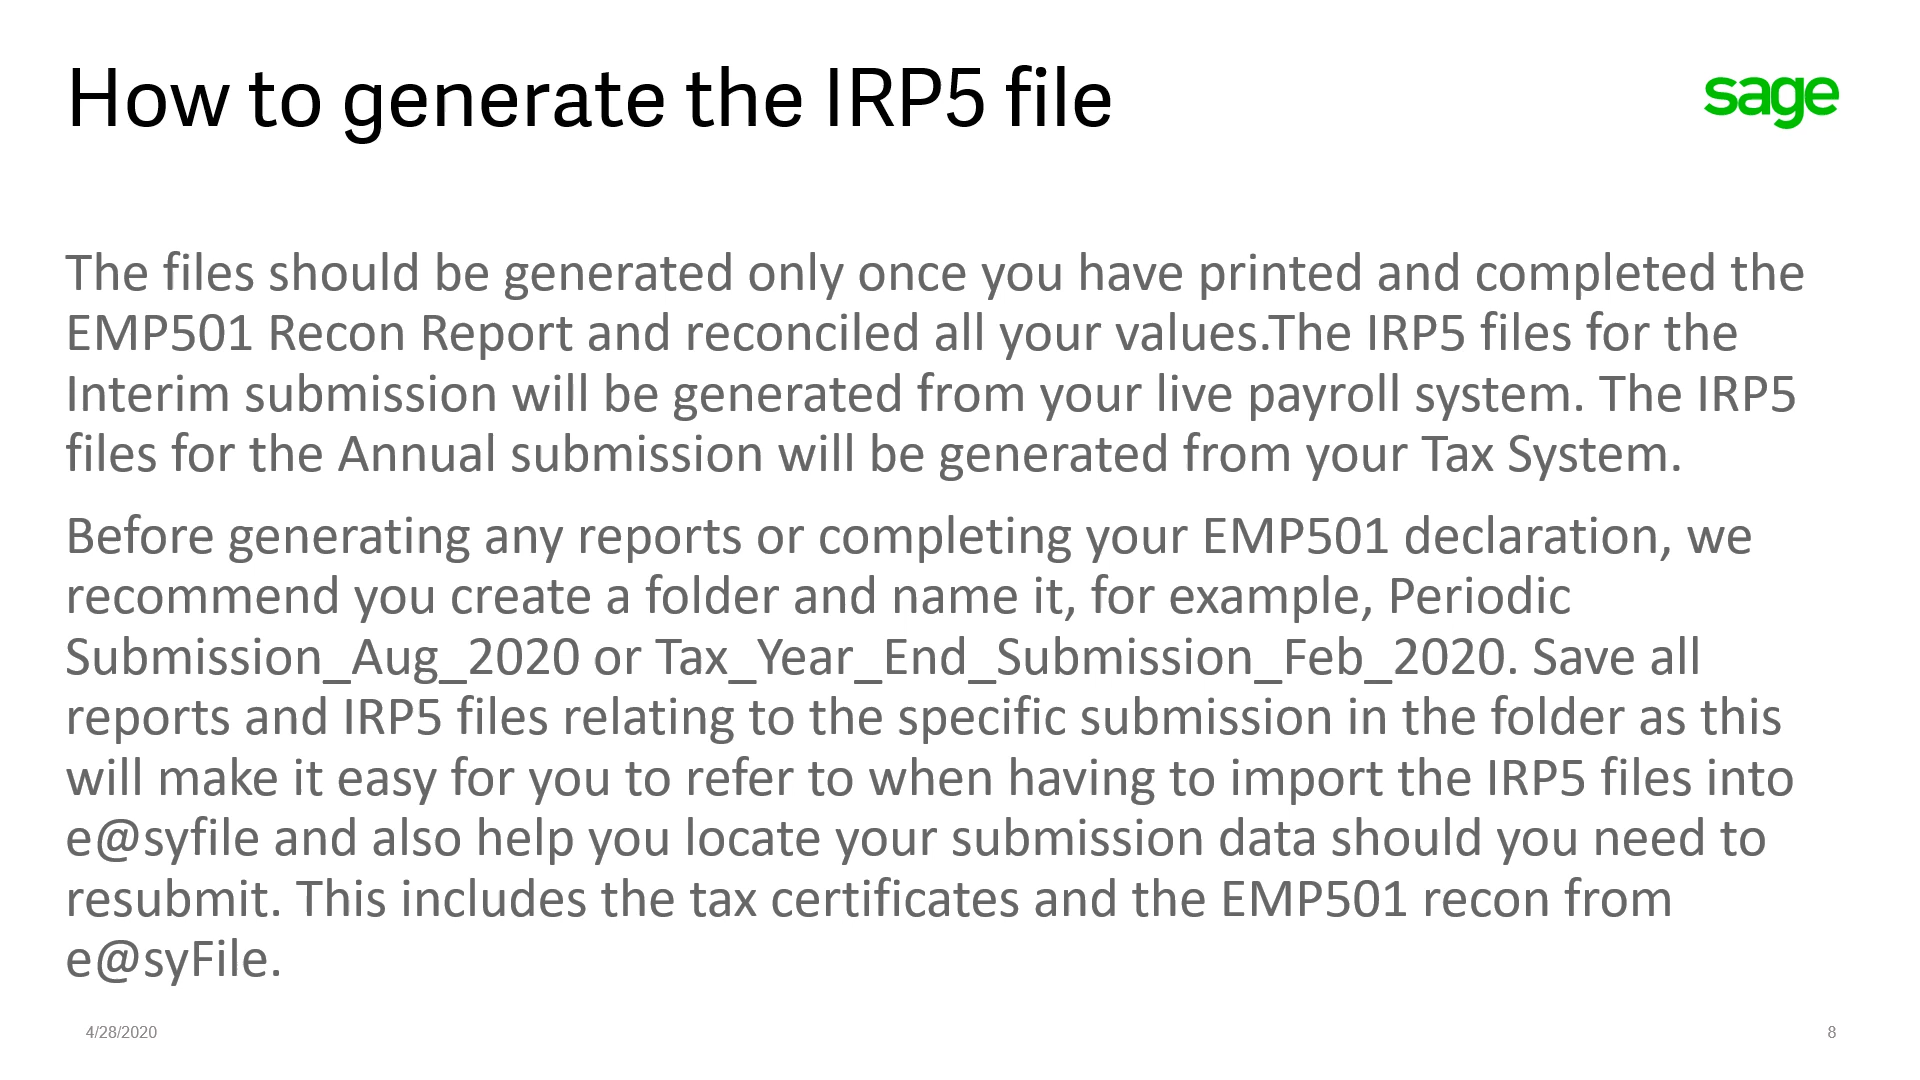 How to generate the IRP5 file
sage
The files should be generated only once you have printed and completed the
EMP501 Recon Report and reconciled all your values.The IRP5 files for the
Interim submission will be generated from your live payroll system. The IRP5
files for the Annual submission will be generated from your Tax System.
Before generating any reports or completing your EMP501 declaration, we
recommend you create a folder and name it, for example, Periodic
Submission_Aug_2020 or Tax_Year_End_Submission_Feb_2020. Save all
reports and IRP5 files relating to the specific submission in the folder as this
will make it easy for you to refer to when having to import the IRP5 files into
e@syfile and also help you locate your submission data should you need to
resubmit. This includes the tax certificates and the EMP501 recon from
e@syFile.
4/28/2020
8